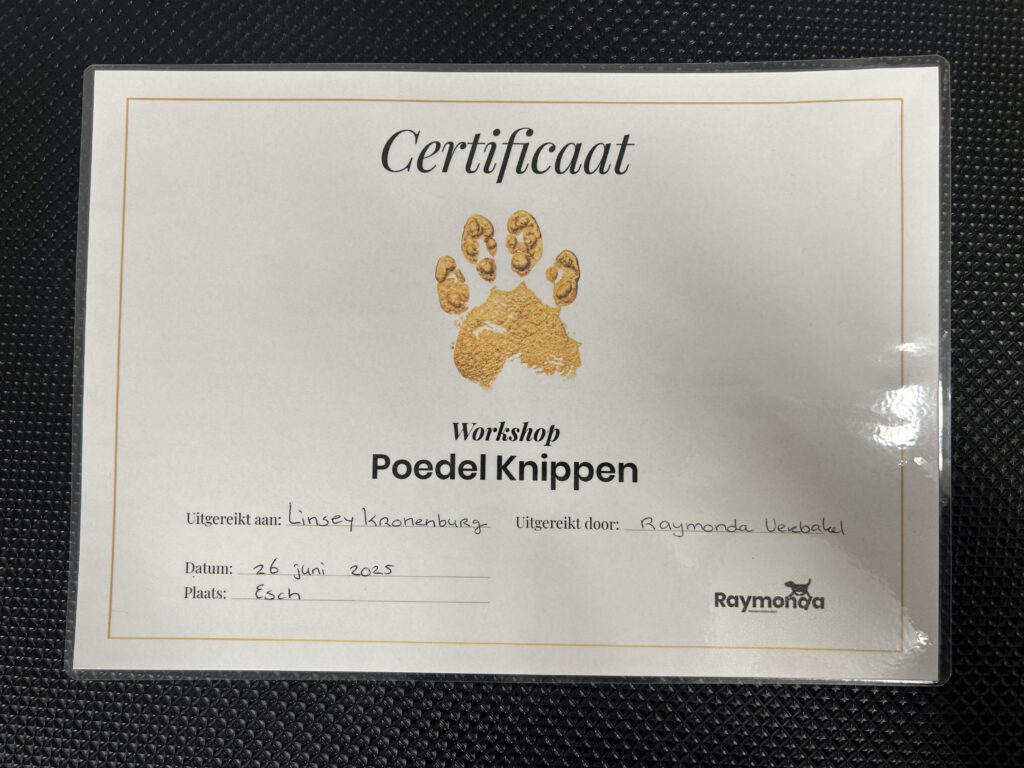 Certificaat
Workshop
Poedel Knippen
Uitgereikt aan: Linsey Kronenburg Uitgereikt door: Raymonda Verbakel
Datum: 26 juni 2025
Plaats: Esch
Raymonda